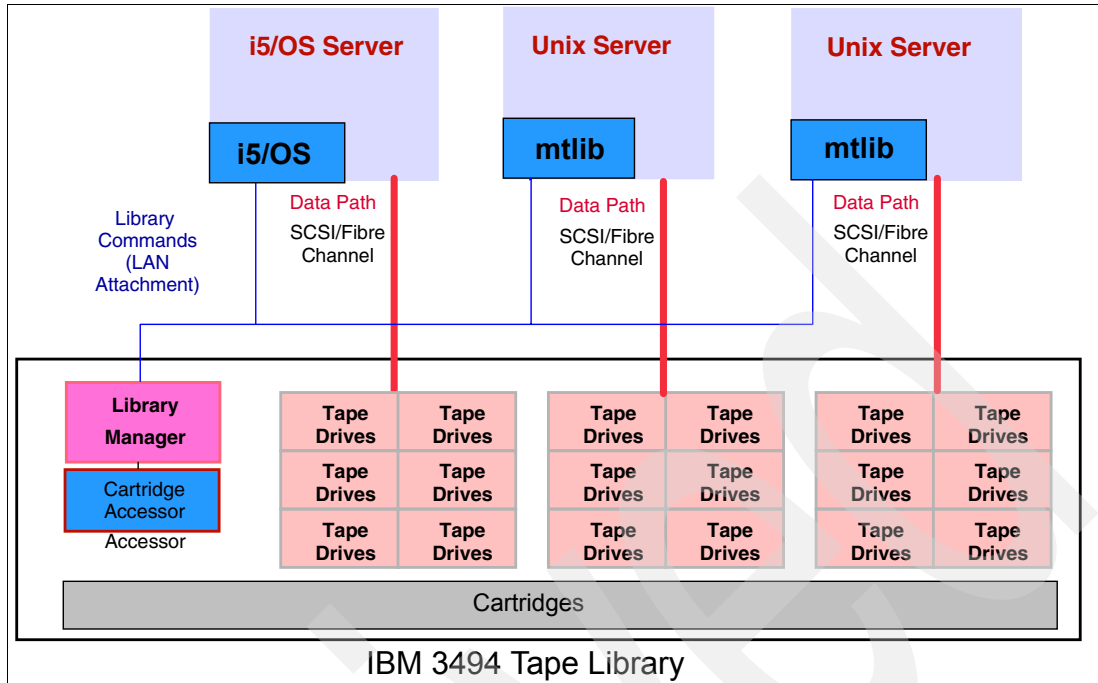 i5/OS Server
Unix Server
Unix Server
i5/OS
mtlib
mtlib
Library
Commands
(LAN
Attachment)
Data Path
SCSI/Fibre
Channel
Data Path
SCSI/Fibre
Channel
Data Path
SCSI/Fibre
Channel
Library
Manager
Cartridge
Accessor
Accessor
Tape
Drives
Tape
Drives
Tape
Drives
Tape
Drives
Tape
Drives
Tape
Drives
Tape
Drives
Tape
Drives
Tape
Drives
Tape
Drives
Tape
Drives
Tape
Drives
Tape
Drives
Tape
Drives
Tape
Drives
Tape
Drives
Tape
Drives
Tape
Drives
Cartridges
IBM 3494 Tape Library